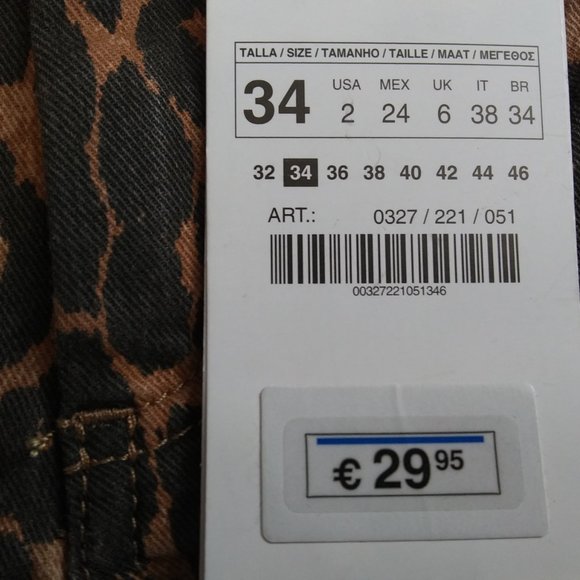 TALLA / SIZE / TAMANHO / TAILLE / MAAT / ΜΕΓΕΘΟΣ
34 USA MEX UK IT BR
2 24 6 38 34
32 34 36 38 40 42 44 46
ART.: 0327 / 221 / 051
00327221051346
€ 29 95